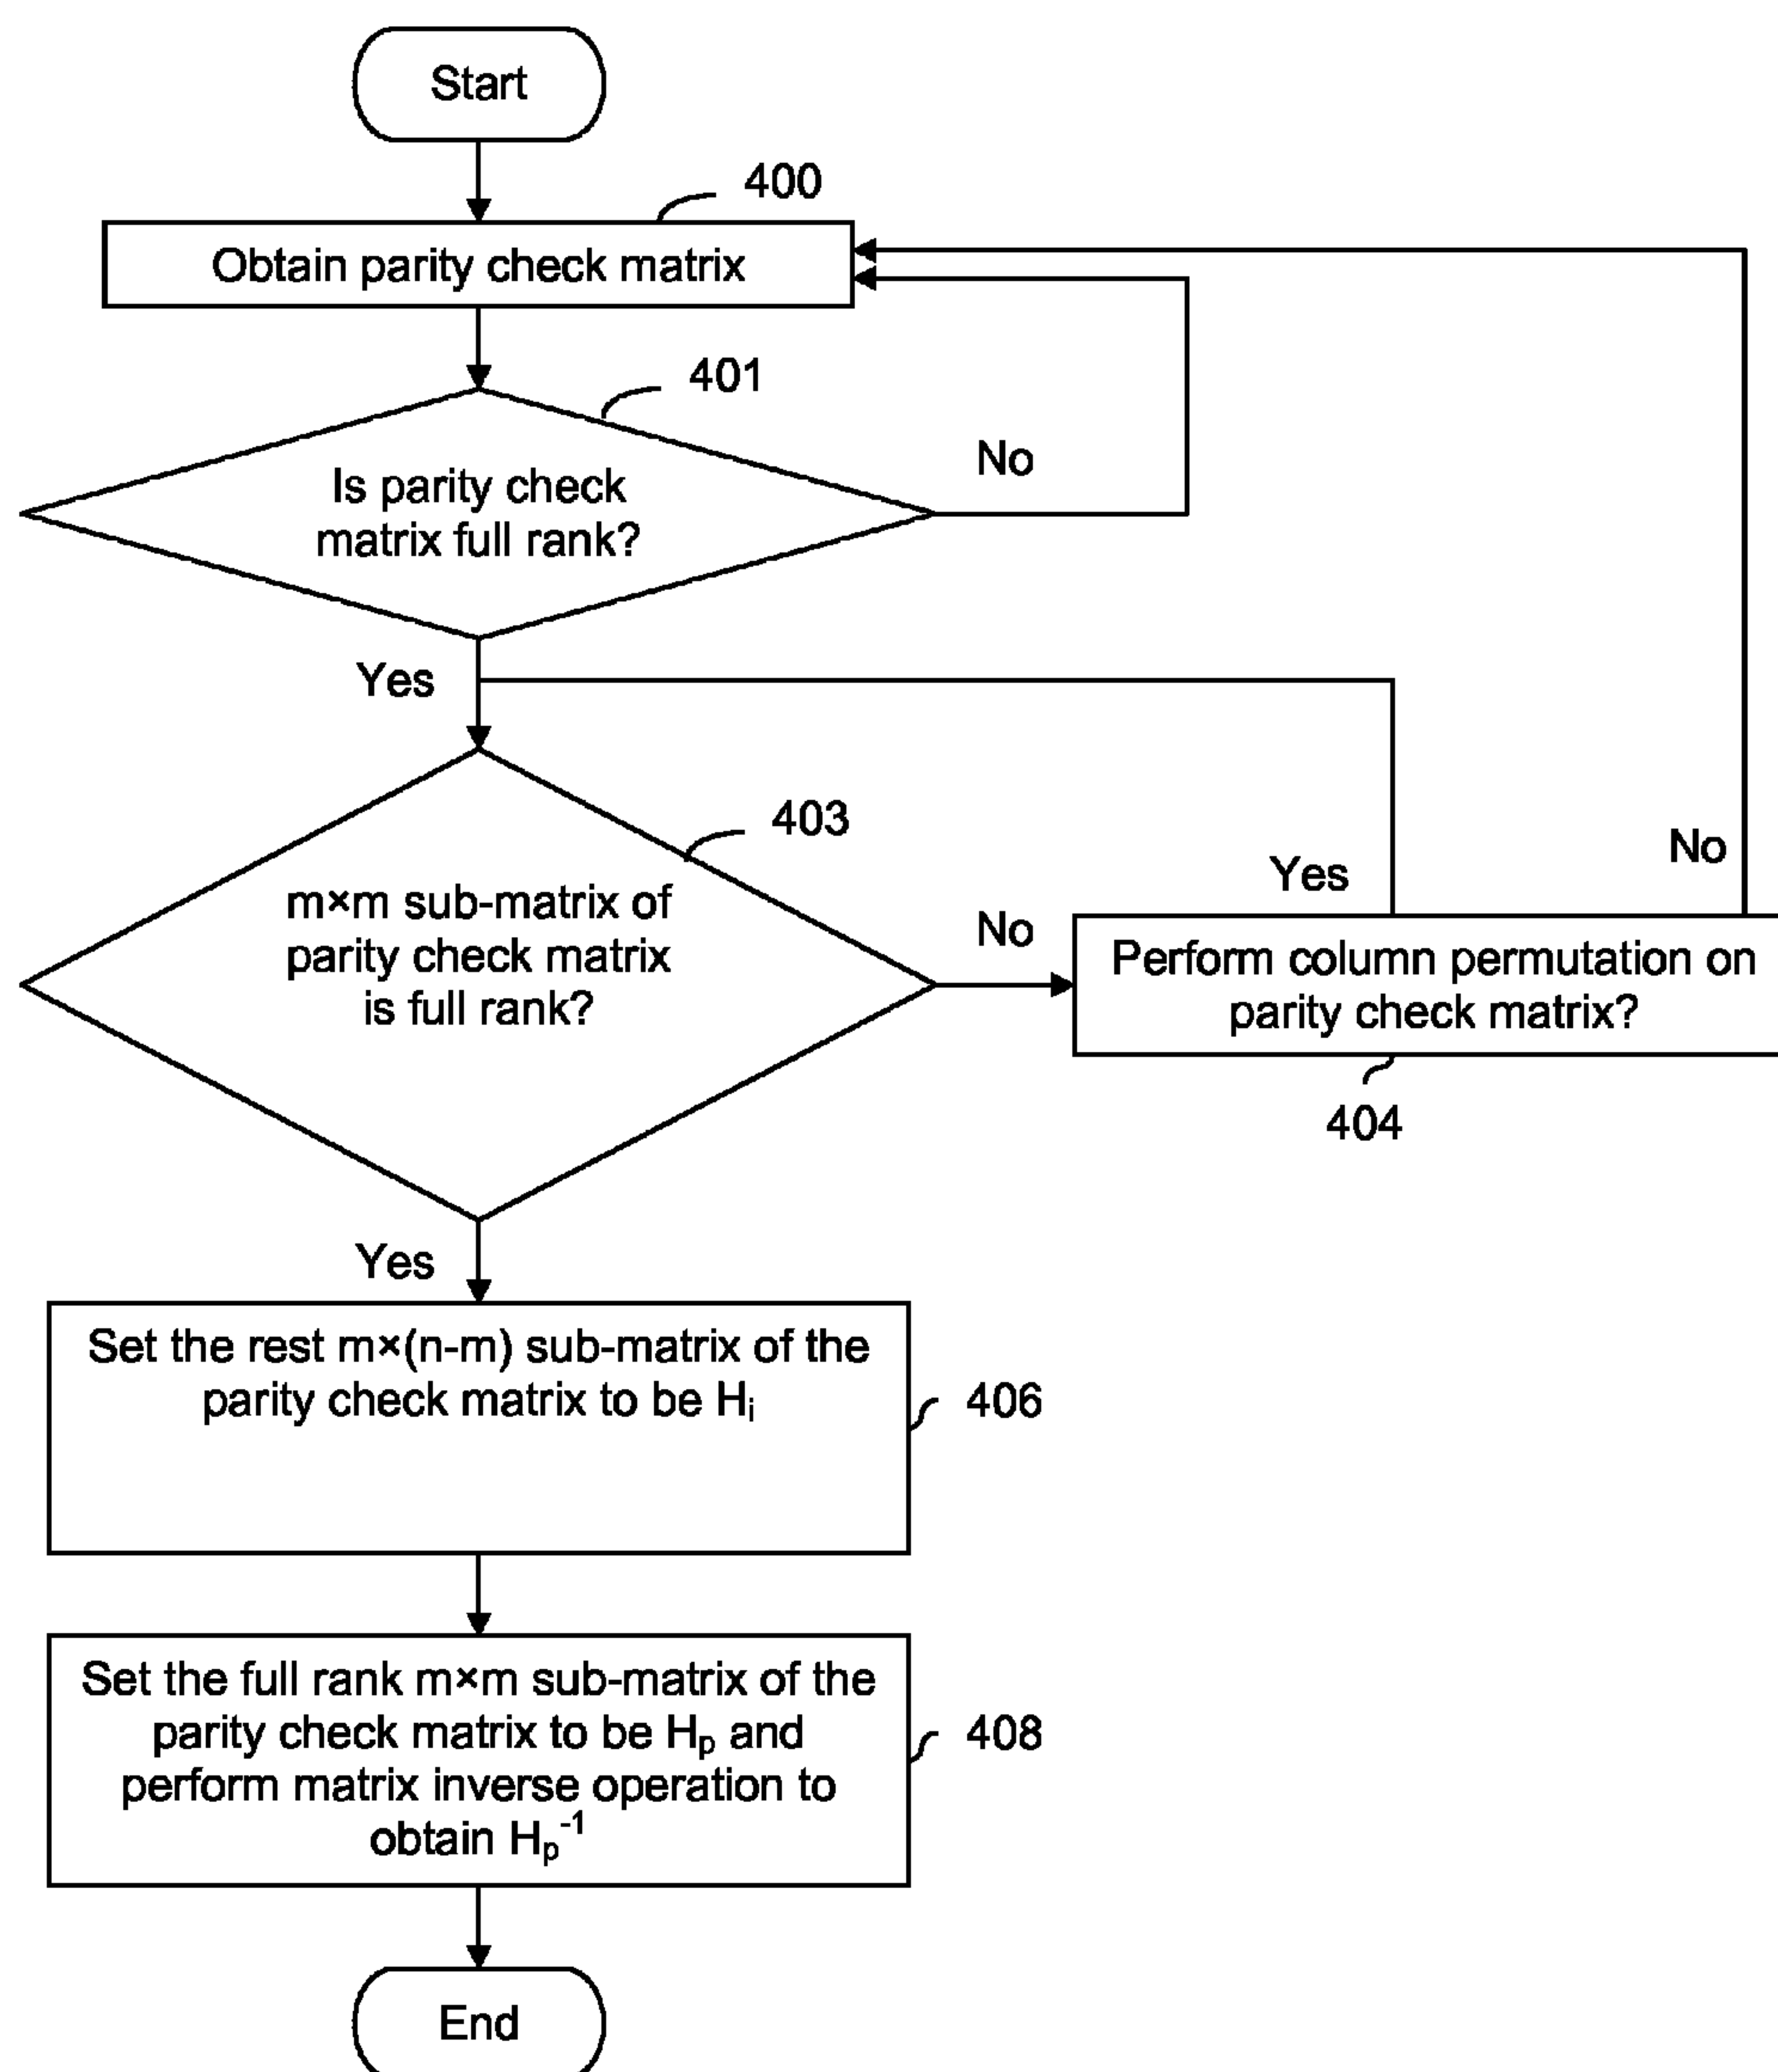 Start
400
Obtain parity check matrix
401
Is parity check
matrix full rank?
No
Yes
403
m×m sub-matrix of
parity check matrix
is full rank?
No
Yes
No
Perform column permutation on
parity check matrix?
404
Yes
Set the rest m×(n-m) sub-matrix of the
parity check matrix to be Hᵢ
406
Set the full rank m×m sub-matrix of the
parity check matrix to be Hₚ and
perform matrix inverse operation to
obtain Hₚ⁻¹
408
End